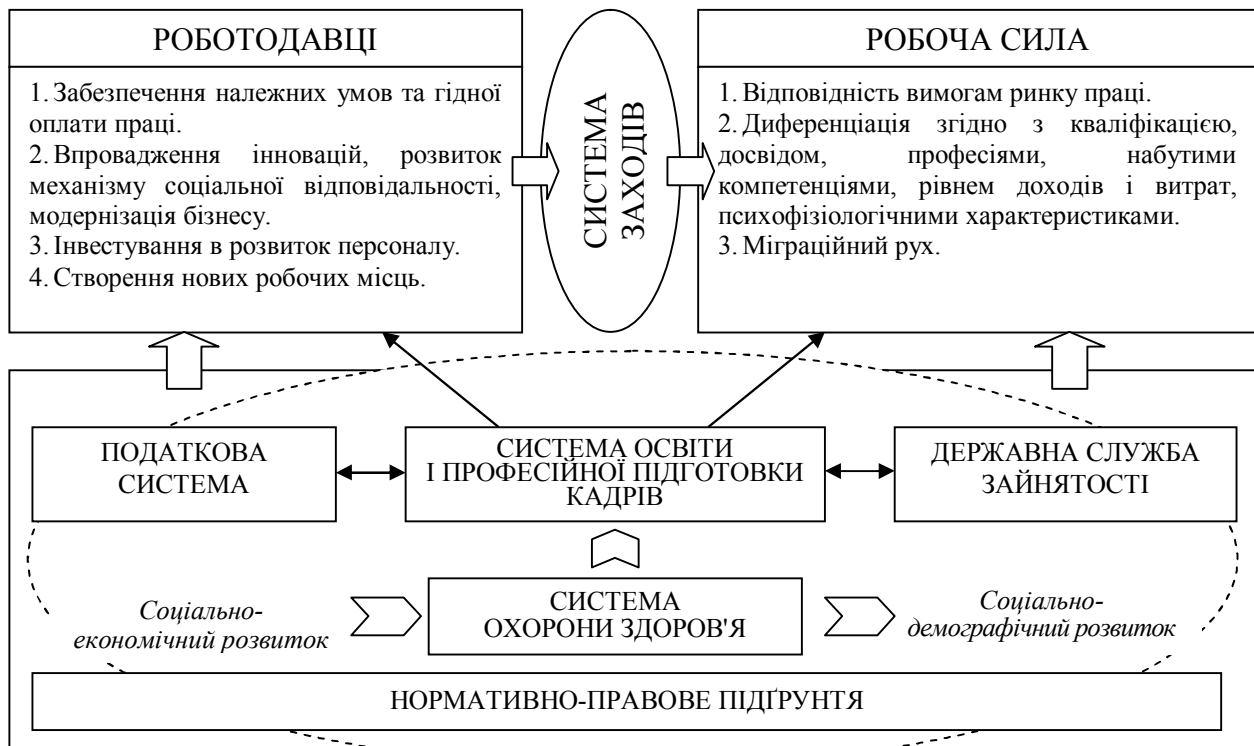 РОБОТОДАВЦІ
1. Забезпечення належних умов та гідної
оплати праці.
2. Впровадження інновацій, розвиток
механізму соціальної відповідальності,
модернізація бізнесу.
3. Інвестування в розвиток персоналу.
4. Створення нових робочих місць.
СИСТЕМА
ЗАХОДІВ
РОБОЧА СИЛА
1. Відповідність вимогам ринку праці.
2. Диференціація згідно з кваліфікацією,
досвідом, професіями, набутими
компетенціями, рівнем доходів і витрат,
психофізіологічними характеристиками.
3. Міграційний рух.
ПОДАТКОВА
СИСТЕМА
СИСТЕМА ОСВІТИ
І ПРОФЕСІЙНОЇ ПІДГОТОВКИ
КАДРІВ
ДЕРЖАВНА СЛУЖБА
ЗАЙНЯТОСТІ
Соціально-
економічний розвиток
СИСТЕМА
ОХОРОНИ ЗДОРОВ'Я
Соціально-
демографічний розвиток
НОРМАТИВНО-ПРАВОВЕ ПІДҐРУНТЯ